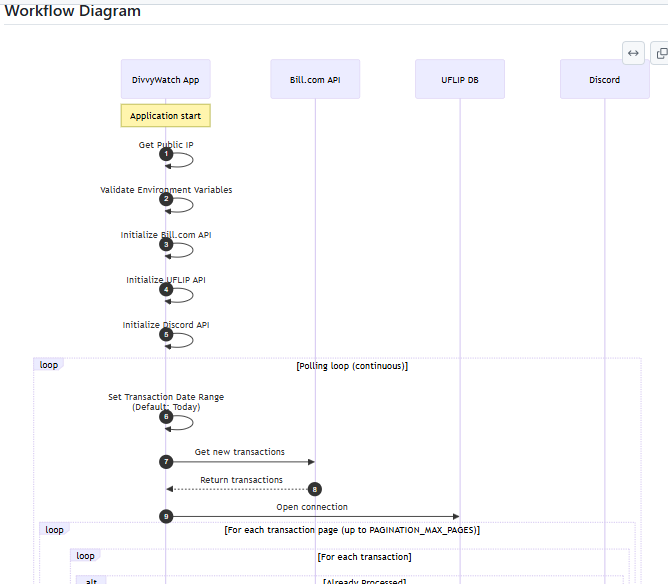 Workflow Diagram
DivvyWatch App
Bill.com API
UFLIP DB
Discord
Application start
Get Public IP
1
Validate Environment Variables
2
Initialize Bill.com API
3
Initialize UFLIP API
4
Initialize Discord API
5
loop
[Polling loop (continuous)]
Set Transaction Date Range
(Default: Today)
6
Get new transactions
7
Return transactions
8
Open connection
9
loop
[For each transaction page (up to PAGINATION_MAX_PAGES)]
loop
[For each transaction]
alt
[Already Processed]